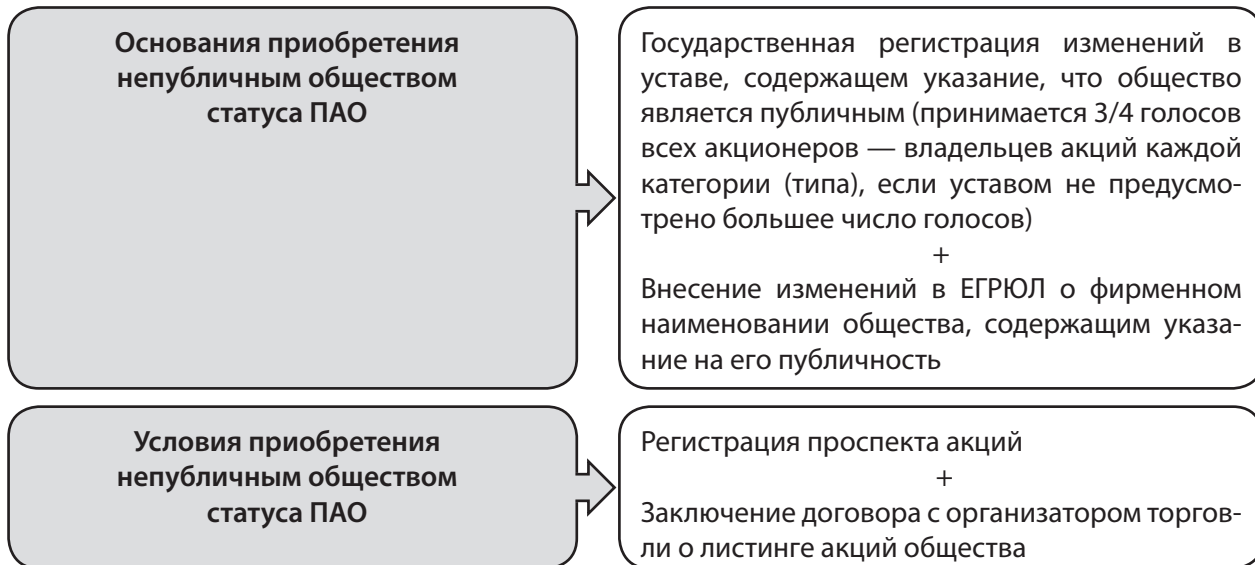 Основания приобретения
непубличным обществом
статуса ПАО
Государственная регистрация изменений в
уставе, содержащем указание, что общество
является публичным (принимается 3/4 голосов
всех акционеров — владельцев акций каждой
категории (типа), если уставом не предусмо-
трено большее число голосов)
+
Внесение изменений в ЕГРЮЛ о фирменном
наименовании общества, содержащим указа-
ние на его публичность
Условия приобретения
непубличным обществом
статуса ПАО
Регистрация проспекта акций
+
Заключение договора с организатором торгов-
ли о листинге акций общества